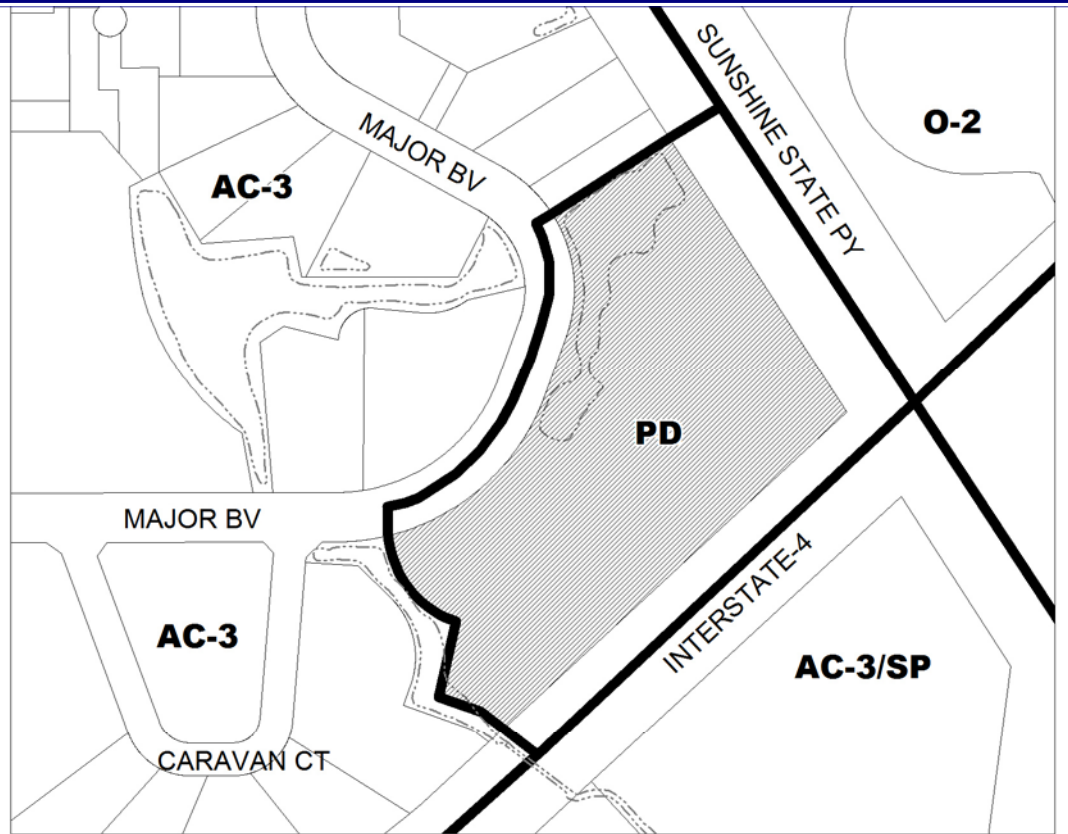 SUNSHINE STATE PY
O-2
MAJOR BV
AC-3
PD
MAJOR BV
INTERSTATE-4
AC-3
AC-3/SP
CARAVAN CT